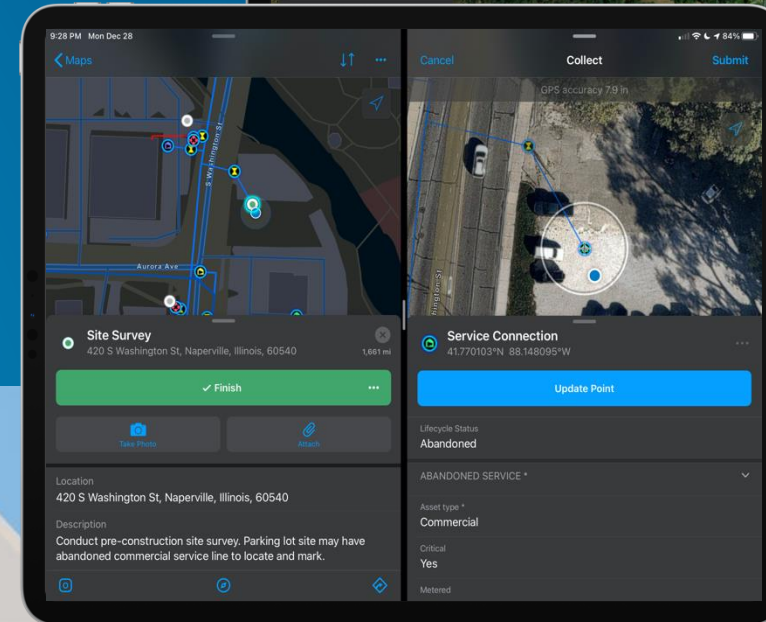 9:28 PM Mon Dec 28
84%
Maps
S Washington St
Aurora Ave
Site Survey
420 S Washington St, Naperville, Illinois, 60540
1,661 mi
✓ Finish
Take Photo
Attach
Location
420 S Washington St, Naperville, Illinois, 60540
Description
Conduct pre-construction site survey. Parking lot site may have
abandoned commercial service line to locate and mark.
Cancel
Collect
Submit
GPS accuracy 7.9 in
Service Connection
41.770103°N 88.148095°W
Update Point
Lifecycle Status
Abandoned
ABANDONED SERVICE *
Asset type *
Commercial
Critical
Yes
Metered